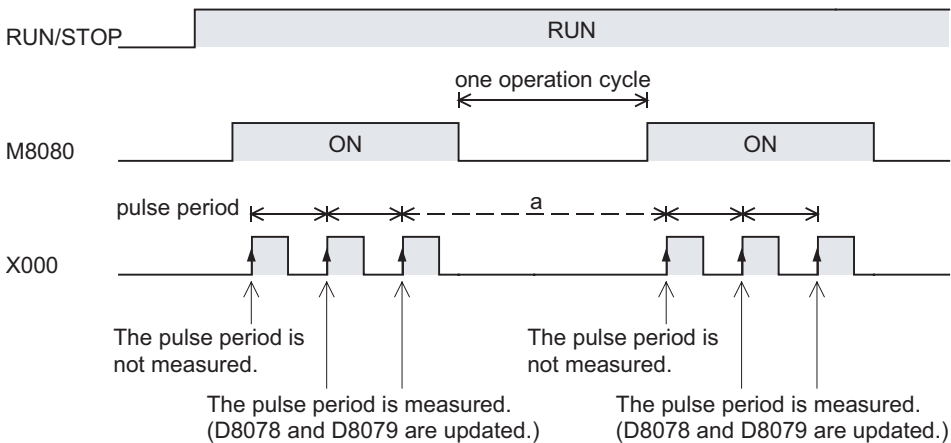 RUN/STOP
RUN
one operation cycle
M8080
ON
ON
pulse period
a
X000
The pulse period is
not measured.
The pulse period is
not measured.
The pulse period is measured.
(D8078 and D8079 are updated.)
The pulse period is measured.
(D8078 and D8079 are updated.)